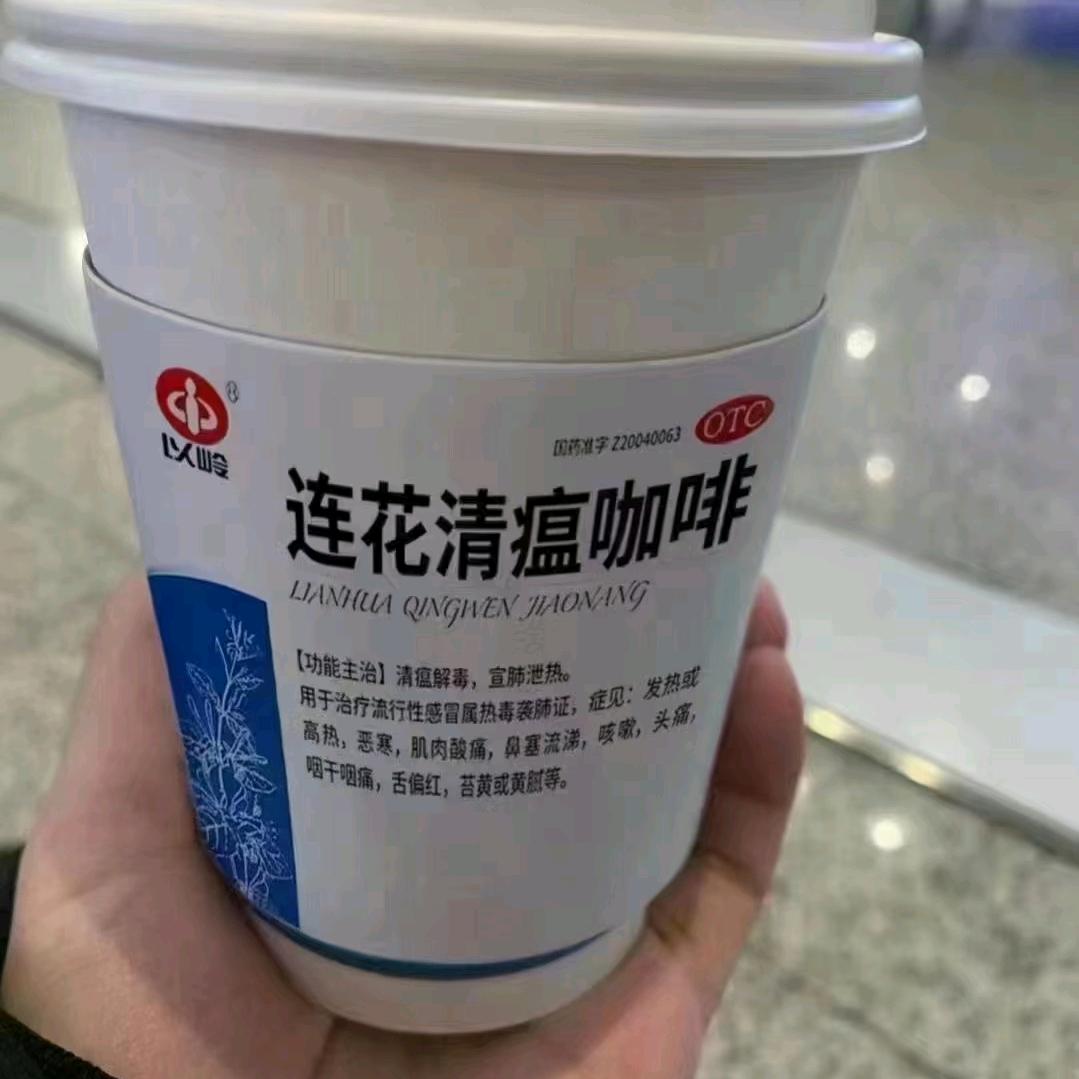 以岭
®
国药准字 Z20040063
OTC
连花清瘟咖啡
LIANHUA QINGWEN JIAONANG
【功能主治】清瘟解毒，宣肺泄热。
用于治疗流行性感冒属热毒袭肺证，症见：发热或
高热，恶寒，肌肉酸痛，鼻塞流涕，咳嗽，头痛，
咽干咽痛，舌偏红，苔黄或黄腻等。